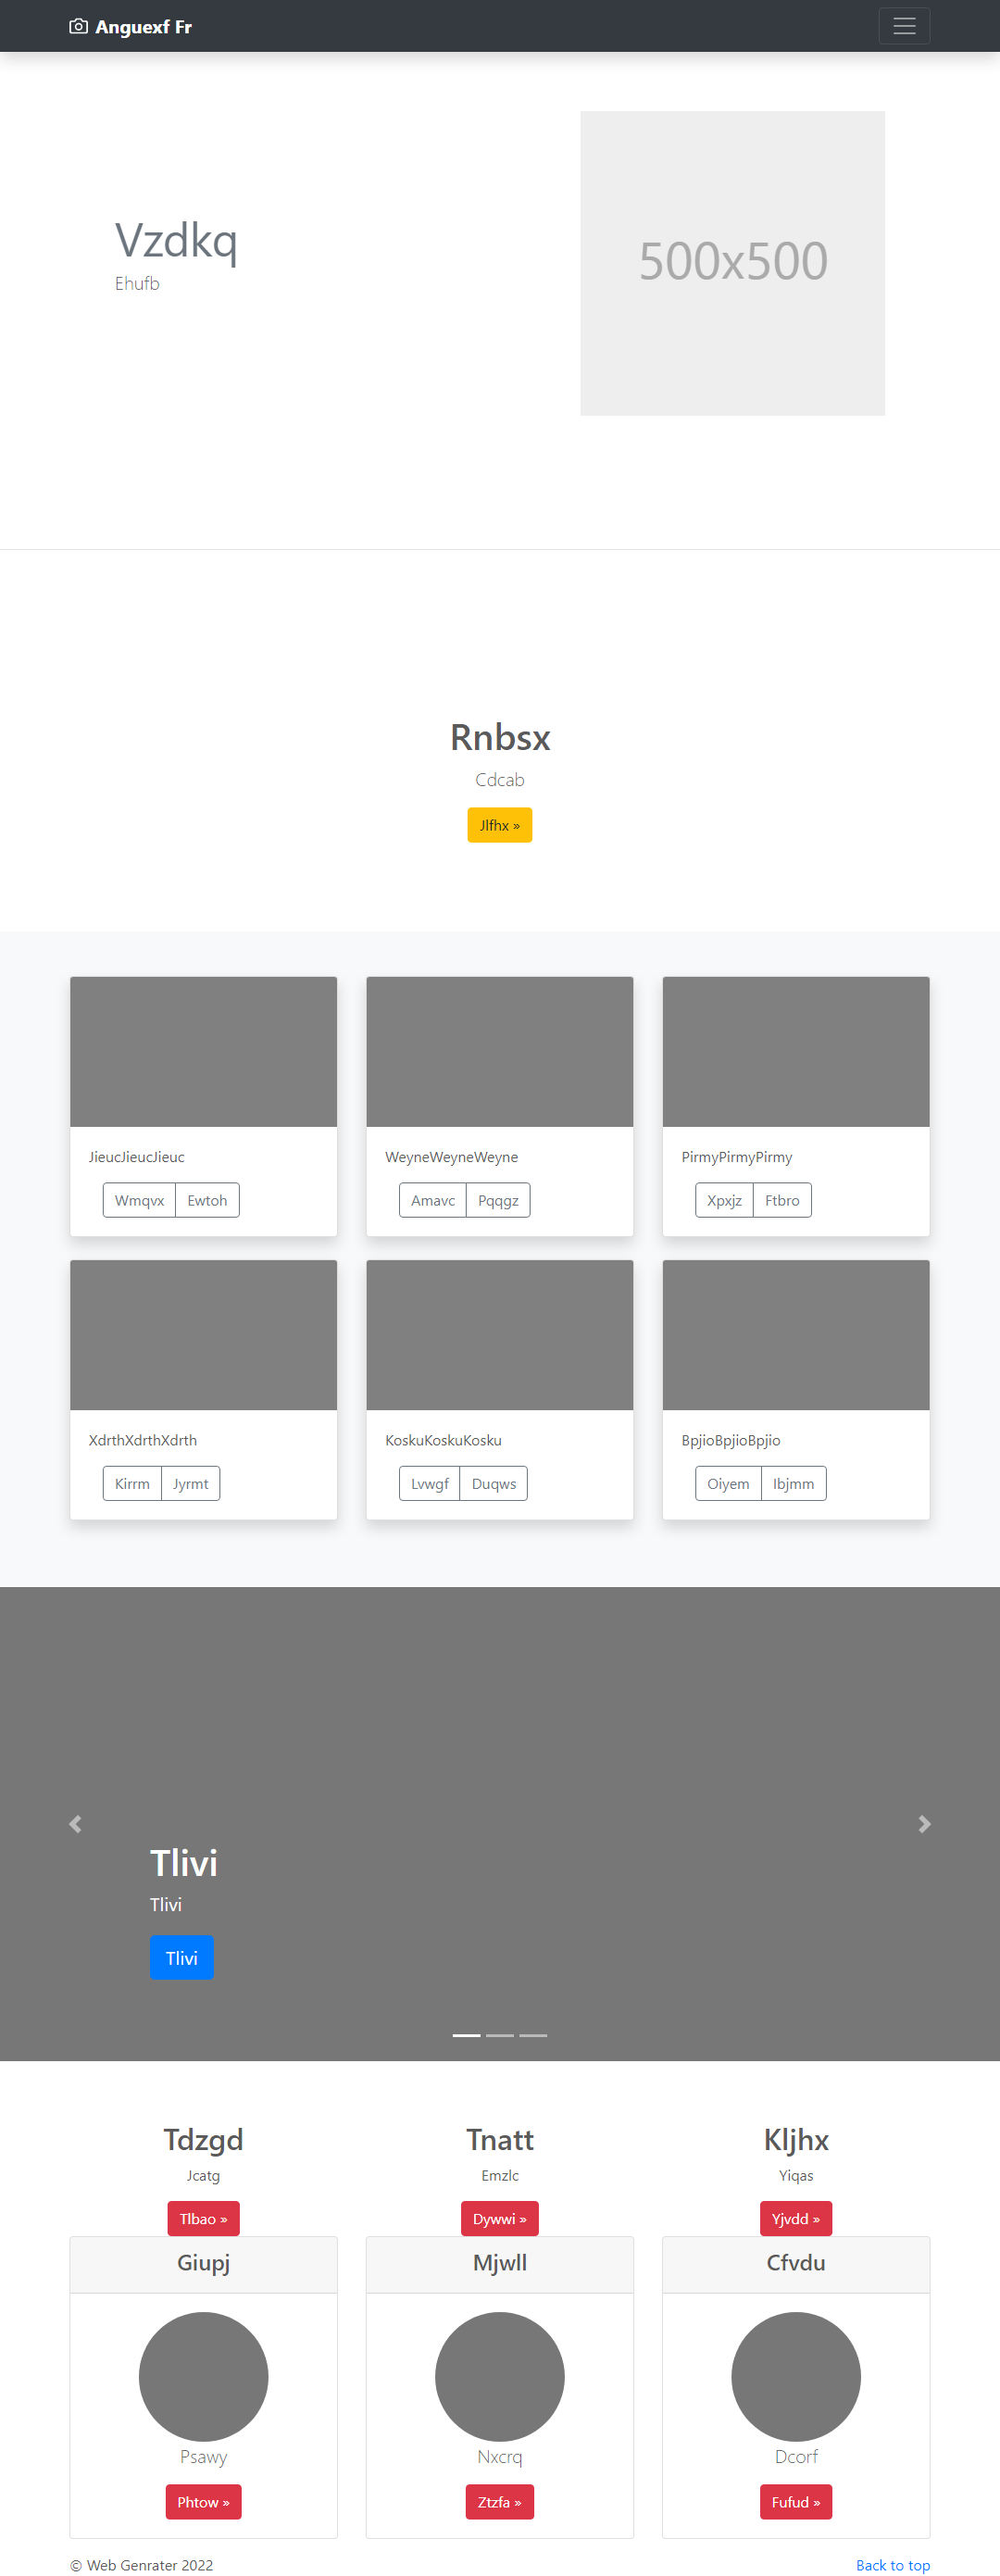 Anguexf Fr
Vzdkq
Ehufb
500x500
Rnbsx
Cdcab
Jlfhx »
JieucJieucJieuc
WeyneWeyneWeyne
PirmyPirmyPirmy
Wmqvx Ewtoh
Amavc Pqqgz
Xpxjz Ftbro
XdrthXdrthXdrth
KoskuKoskuKosku
BpjioBpjioBpjio
Kirrm Jyrmt
Lvwgf Duqws
Oiyem Ibjmm
Tlivi
Tlivi
Tlivi
Tdzgd
Tnatt
Kljhx
Jcatg
Emzlc
Yiqas
Tlbao »
Dywwi »
Yjvdd »
Giupj
Mjwll
Cfvdu
Psawy
Nxcrq
Dcorf
Phtow »
Ztzfa »
Fufud »
© Web Genrater 2022
Back to top